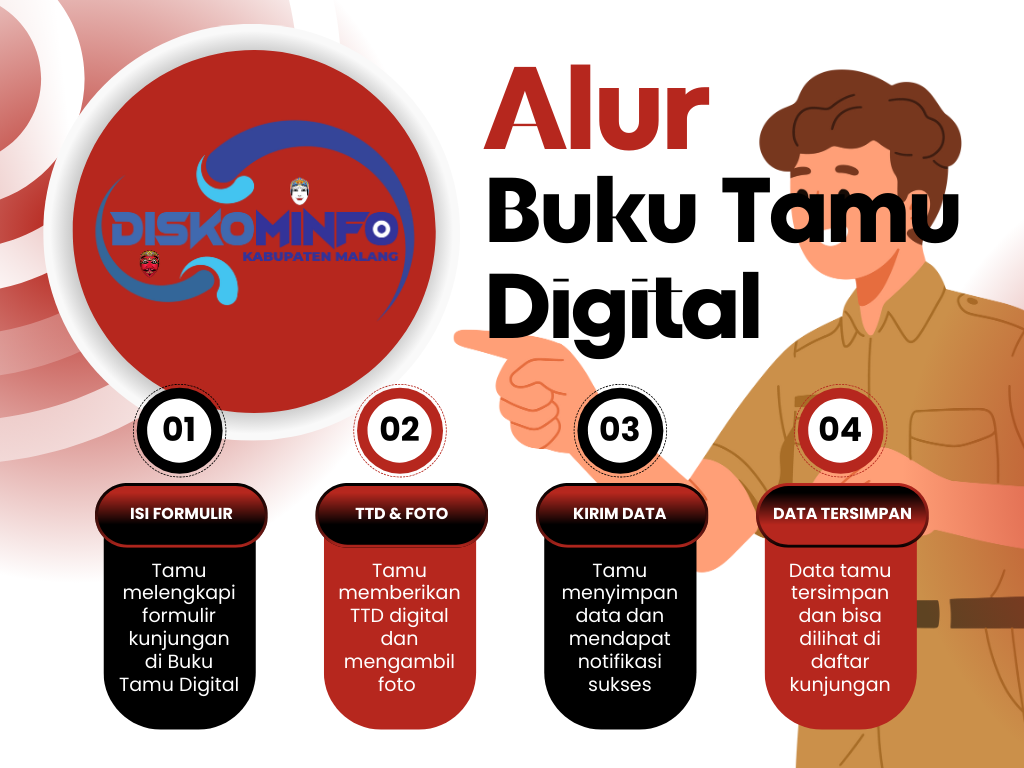 DISKOMINFO
KABUPATEN MALANG
Alur
Buku Tamu
Digital
01
ISI FORMULIR
Tamu
melengkapi
formulir
kunjungan
di Buku
Tamu Digital
02
TTD & FOTO
Tamu
memberikan
TTD digital
dan
mengambil
foto
03
KIRIM DATA
Tamu
menyimpan
data dan
mendapat
notifikasi
sukses
04
DATA TERSIMPAN
Data tamu
tersimpan
dan bisa
dilihat di
daftar
kunjungan